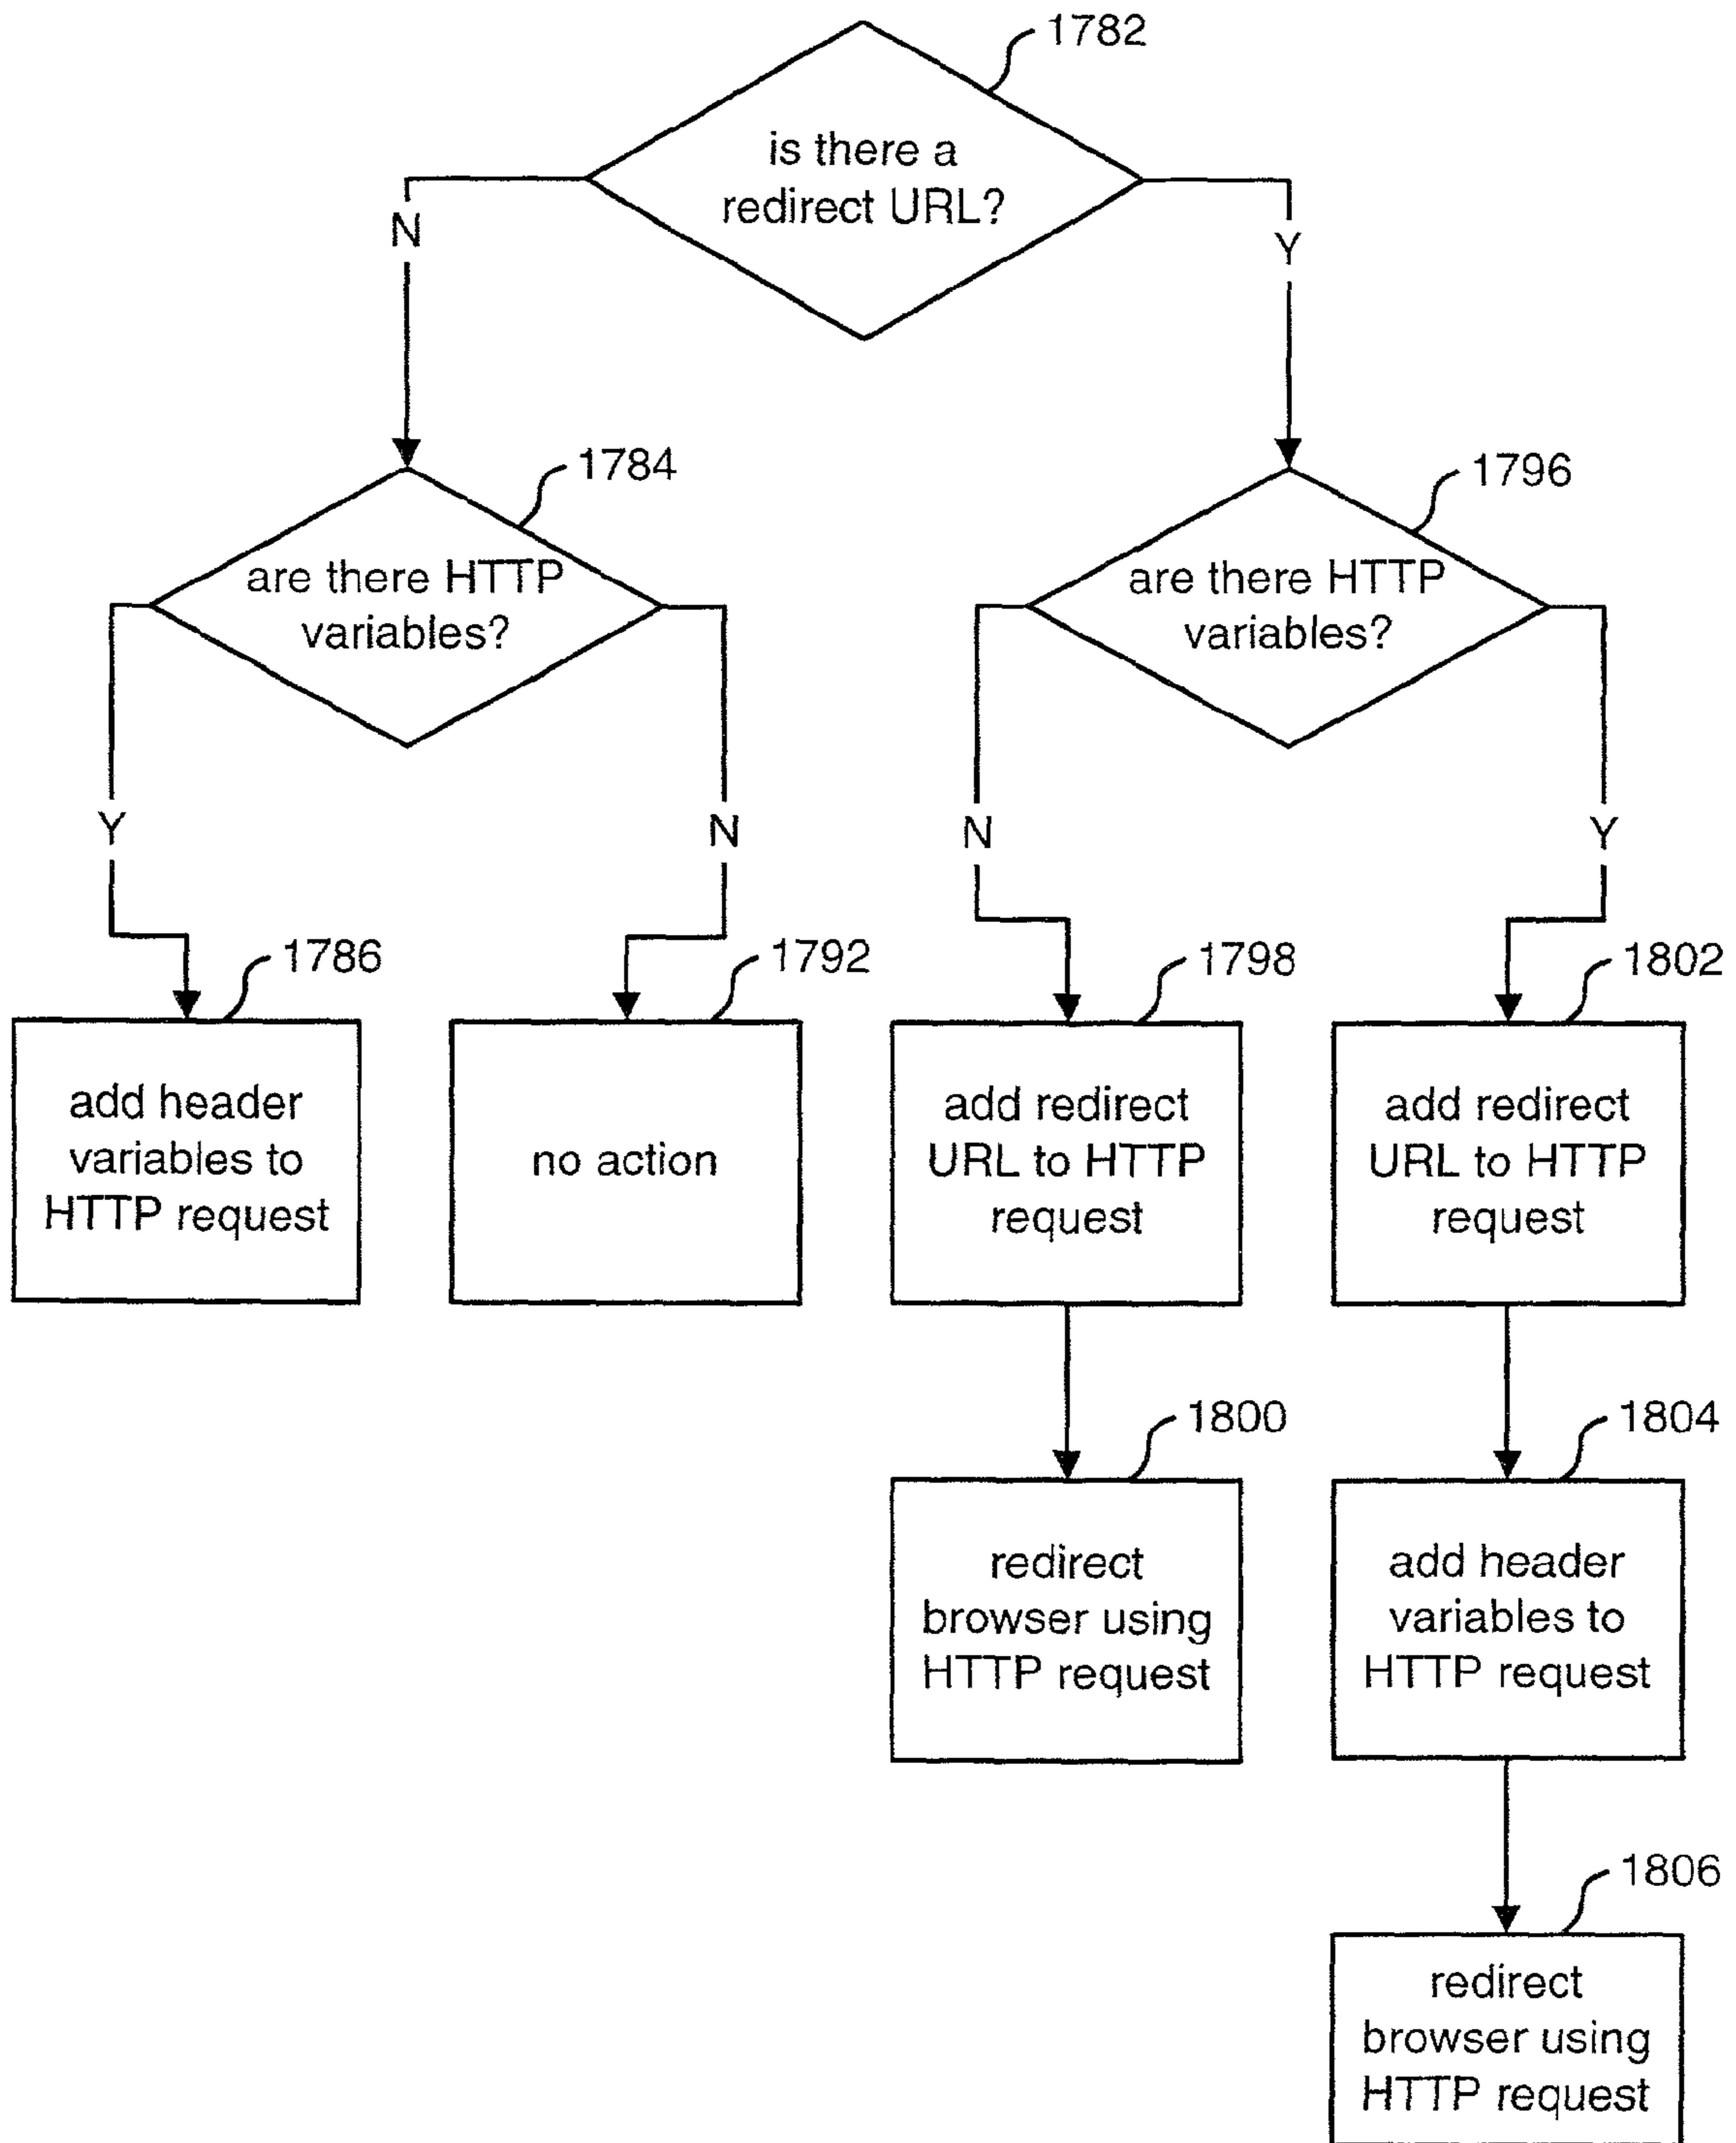 1782
is there a
redirect URL?
N
Y
1784
1796
are there HTTP
variables?
are there HTTP
variables?
Y
N
N
Y
1786
1792
1798
1802
add header
variables to
HTTP request
no action
add redirect
URL to HTTP
request
add redirect
URL to HTTP
request
1800
1804
redirect
browser using
HTTP request
add header
variables to
HTTP request
1806
redirect
browser using
HTTP request